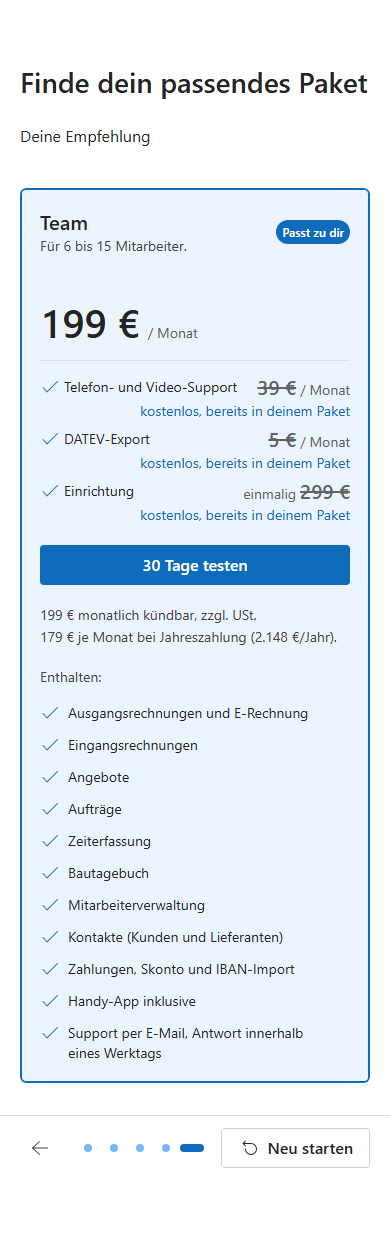 Finde dein passendes Paket
Deine Empfehlung
Team
Passt zu dir
Für 6 bis 15 Mitarbeiter.
199 € / Monat
Telefon- und Video-Support 39 € / Monat
kostenlos, bereits in deinem Paket
DATEV-Export 5 € / Monat
kostenlos, bereits in deinem Paket
Einrichtung einmalig 299 €
kostenlos, bereits in deinem Paket
30 Tage testen
199 € monatlich kündbar, zzgl. USt.
179 € je Monat bei Jahreszahlung (2.148 €/Jahr).
Enthalten:
Ausgangsrechnungen und E-Rechnung
Eingangsrechnungen
Angebote
Aufträge
Zeiterfassung
Bautagebuch
Mitarbeiterverwaltung
Kontakte (Kunden und Lieferanten)
Zahlungen, Skonto und IBAN-Import
Handy-App inklusive
Support per E-Mail, Antwort innerhalb
eines Werktags
Neu starten